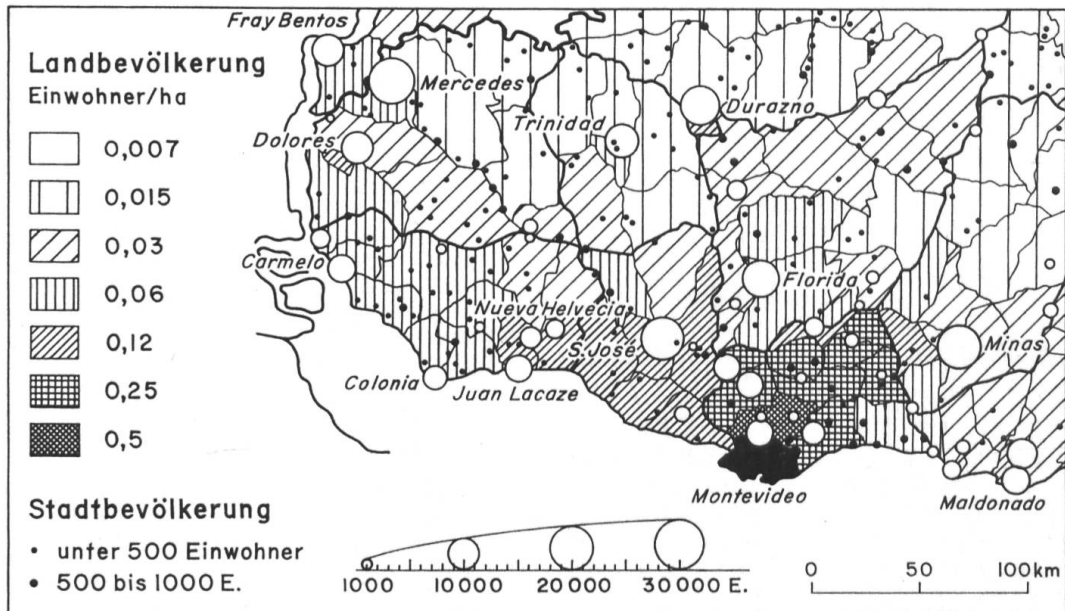 Fray Bentos
Landbevölkerung
Einwohner/ha
0,007
0,015
0,03
0,06
0,12
0,25
0,5
Mercedes
Durazno
Trinidad
Dolores
Carmelo
Florida
Nueva Helvecia
S. José
Minas
Colonia
Juan Lacaze
Montevideo
Maldonado
Stadtbevölkerung
• unter 500 Einwohner
• 500 bis 1000 E.
1000 10 000 20 000 30 000 E.
0 50 100 km